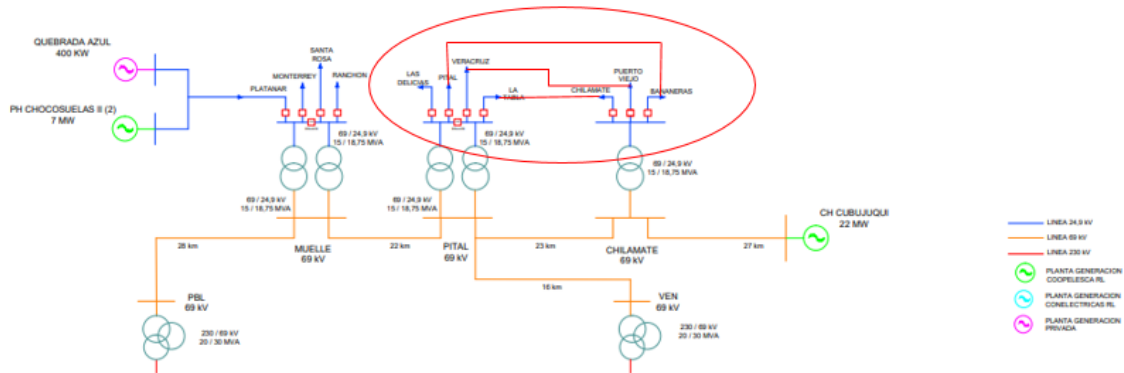 QUEBRADA AZUL
400 KW
PH CHOCOSUELAS II (2)
7 MW
PLATANAR
MONTERREY
SANTA
ROSA
RANCHON
69 / 24,9 kV
15 / 18,75 MVA
69 / 24,9 kV
15 / 18,75 MVA
LAS
DELICIAS
PITAL
VERACRUZ
LA
TABLA
CHILAMATE
PUERTO
VIEJO
BANANERAS
69 / 24,9 kV
15 / 18,75 MVA
69 / 24,9 kV
15 / 18,75 MVA
69 / 24,9 kV
15 / 18,75 MVA
28 km
MUELLE
69 kV
22 km
PITAL
69 kV
23 km
CHILAMATE
69 kV
27 km
CH CUBUJUQUI
22 MW
16 km
PBL
69 kV
230 / 69 kV
20 / 30 MVA
VEN
69 kV
230 / 69 kV
20 / 30 MVA
LINEA 24,9 kV
LINEA 69 kV
LINEA 230 kV
PLANTA GENERACION
COOPELESCA RL
PLANTA GENERACION
CONELECTRICAS RL
PLANTA GENERACION
PRIVADA